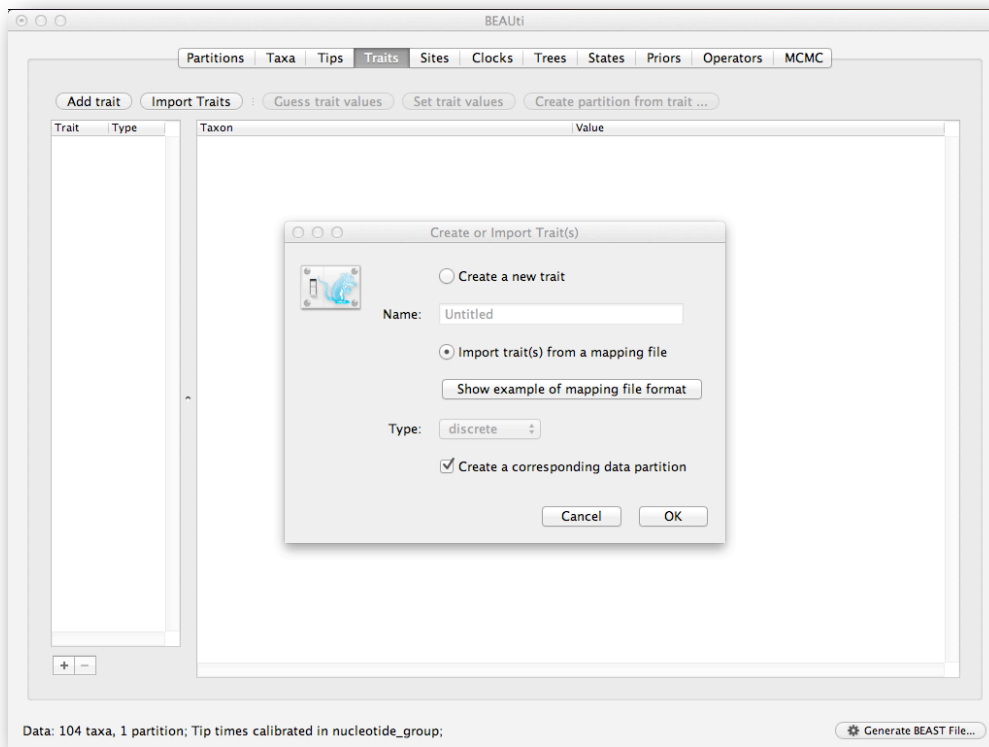 BEAUti
Partitions Taxa Tips Traits Sites Clocks Trees States Priors Operators MCMC
Add trait Import Traits Guess trait values Set trait values Create partition from trait ...
Trait Type Taxon Value
Create or Import Trait(s)
Create a new trait
Name: Untitled
Import trait(s) from a mapping file
Show example of mapping file format
Type: discrete
Create a corresponding data partition
Cancel OK
+ −
Data: 104 taxa, 1 partition; Tip times calibrated in nucleotide_group; Generate BEAST File...